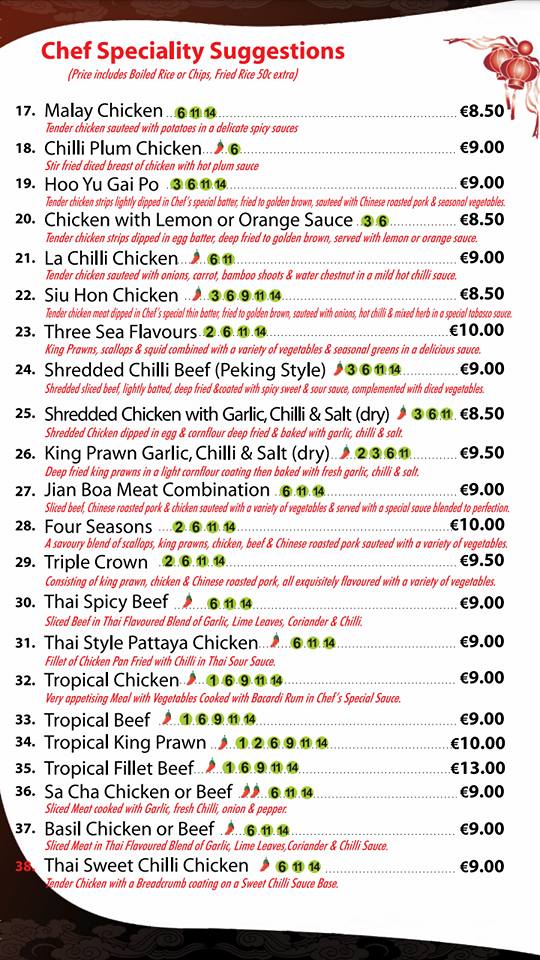 Chef Speciality Suggestions
(Price includes Boiled Rice or Chips, Fried Rice 50c extra)
17. Malay Chicken 6 11 14 €8.50
Tender chicken sauteed with potatoes in a delicate spicy sauces
18. Chilli Plum Chicken 6 €9.00
Stir fried diced breast of chicken with hot plum sauce
19. Hoo Yu Gai Po 3 6 11 14 €9.00
Tender chicken strips lightly dipped in Chef's special batter, fried to golden brown, sauteed with Chinese roasted pork & seasonal vegetables.
20. Chicken with Lemon or Orange Sauce 3 6 €8.50
Tender chicken strips dipped in egg batter, deep fried to golden brown, served with lemon or orange sauce.
21. La Chilli Chicken 6 11 €9.00
Tender chicken sauteed with onions, carrot, bamboo shoots & water chestnut in a mild hot chilli sauce.
22. Siu Hon Chicken 3 6 9 11 14 €8.50
Tender chicken meat dipped in Chef's special thin batter, fried to golden brown, sauteed with onions, hot chilli & mixed herb in a special tabasco sauce.
23. Three Sea Flavours 2 6 11 14 €10.00
King Prawns, scallops & squid combined with a variety of vegetables & seasonal greens in a delicious sauce.
24. Shredded Chilli Beef (Peking Style) 3 6 11 14 €9.00
Shredded sliced beef, lightly batted, deep fried &coated with spicy sweet & sour sauce, complemented with diced vegetables.
25. Shredded Chicken with Garlic, Chilli & Salt (dry) 3 6 11 €8.50
Shredded Chicken dipped in egg & cornflour deep fried & baked with garlic, chilli & salt.
26. King Prawn Garlic, Chilli & Salt (dry) 2 3 6 11 €9.50
Deep fried king prawns in a light cornflour coating then baked with fresh garlic, chilli & salt.
27. Jian Boa Meat Combination 6 11 14 €9.00
Sliced beef, Chinese roasted pork & chicken sauteed with a variety of vegetables & served with a special sauce blended to perfection.
28. Four Seasons 2 6 11 14 €10.00
A savoury blend of scallops, king prawns, chicken, beef & Chinese roasted pork sauteed with a variety of vegetables.
29. Triple Crown 2 6 11 14 €9.50
Consisting of king prawn, chicken & Chinese roasted pork, all exquisitely flavoured with a variety of vegetables.
30. Thai Spicy Beef 6 11 14 €9.00
Sliced Beef in Thai Flavoured Blend of Garlic, Lime Leaves, Coriander & Chilli.
31. Thai Style Pattaya Chicken 6 11 14 €9.00
Fillet of Chicken Pan Fried with Chilli in Thai Sour Sauce.
32. Tropical Chicken 1 6 9 11 14 €9.00
Very appetising Meal with Vegetables Cooked with Bacardi Rum in Chef's Special Sauce.
33. Tropical Beef 1 6 9 11 14 €9.00
34. Tropical King Prawn 1 2 6 9 11 14 €10.00
35. Tropical Fillet Beef 1 6 9 11 14 €13.00
36. Sa Cha Chicken or Beef 6 11 14 €9.00
Sliced Meat cooked with Garlic, fresh Chilli, onion & pepper.
37. Basil Chicken or Beef 6 11 14 €9.00
Sliced Meat in Thai Flavoured Blend of Garlic, Lime Leaves,Coriander & Chilli Sauce.
38. Thai Sweet Chilli Chicken 6 11 14 €9.00
Tender Chicken with a Breadcrumb coating on a Sweet Chilli Sauce Base.